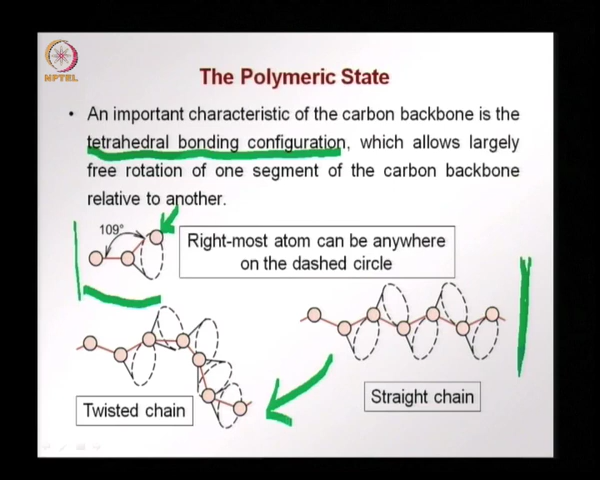 NPTEL
The Polymeric State
• An important characteristic of the carbon backbone is the
tetrahedral bonding configuration, which allows largely
free rotation of one segment of the carbon backbone
relative to another.
109°
Right-most atom can be anywhere
on the dashed circle
Twisted chain
Straight chain